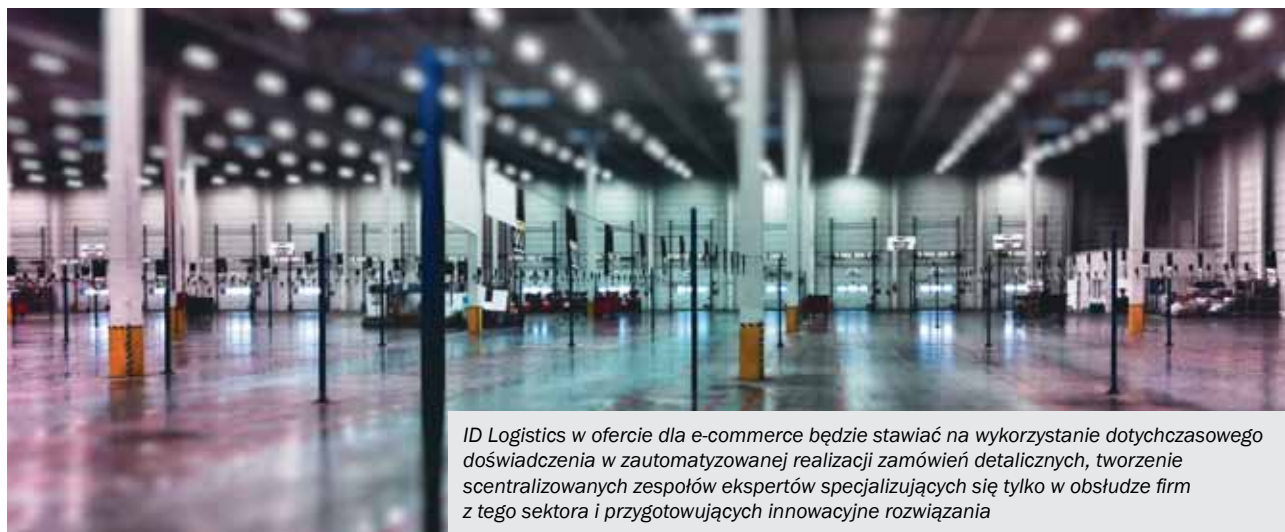 ID Logistics w ofercie dla e-commerce będzie stawiać na wykorzystanie dotychczasowego
doświadczenia w zautomatyzowanej realizacji zamówień detalicznych, tworzenie
scentralizowanych zespołów ekspertów specjalizujących się tylko w obsłudze firm
z tego sektora i przygotowujących innowacyjne rozwiązania